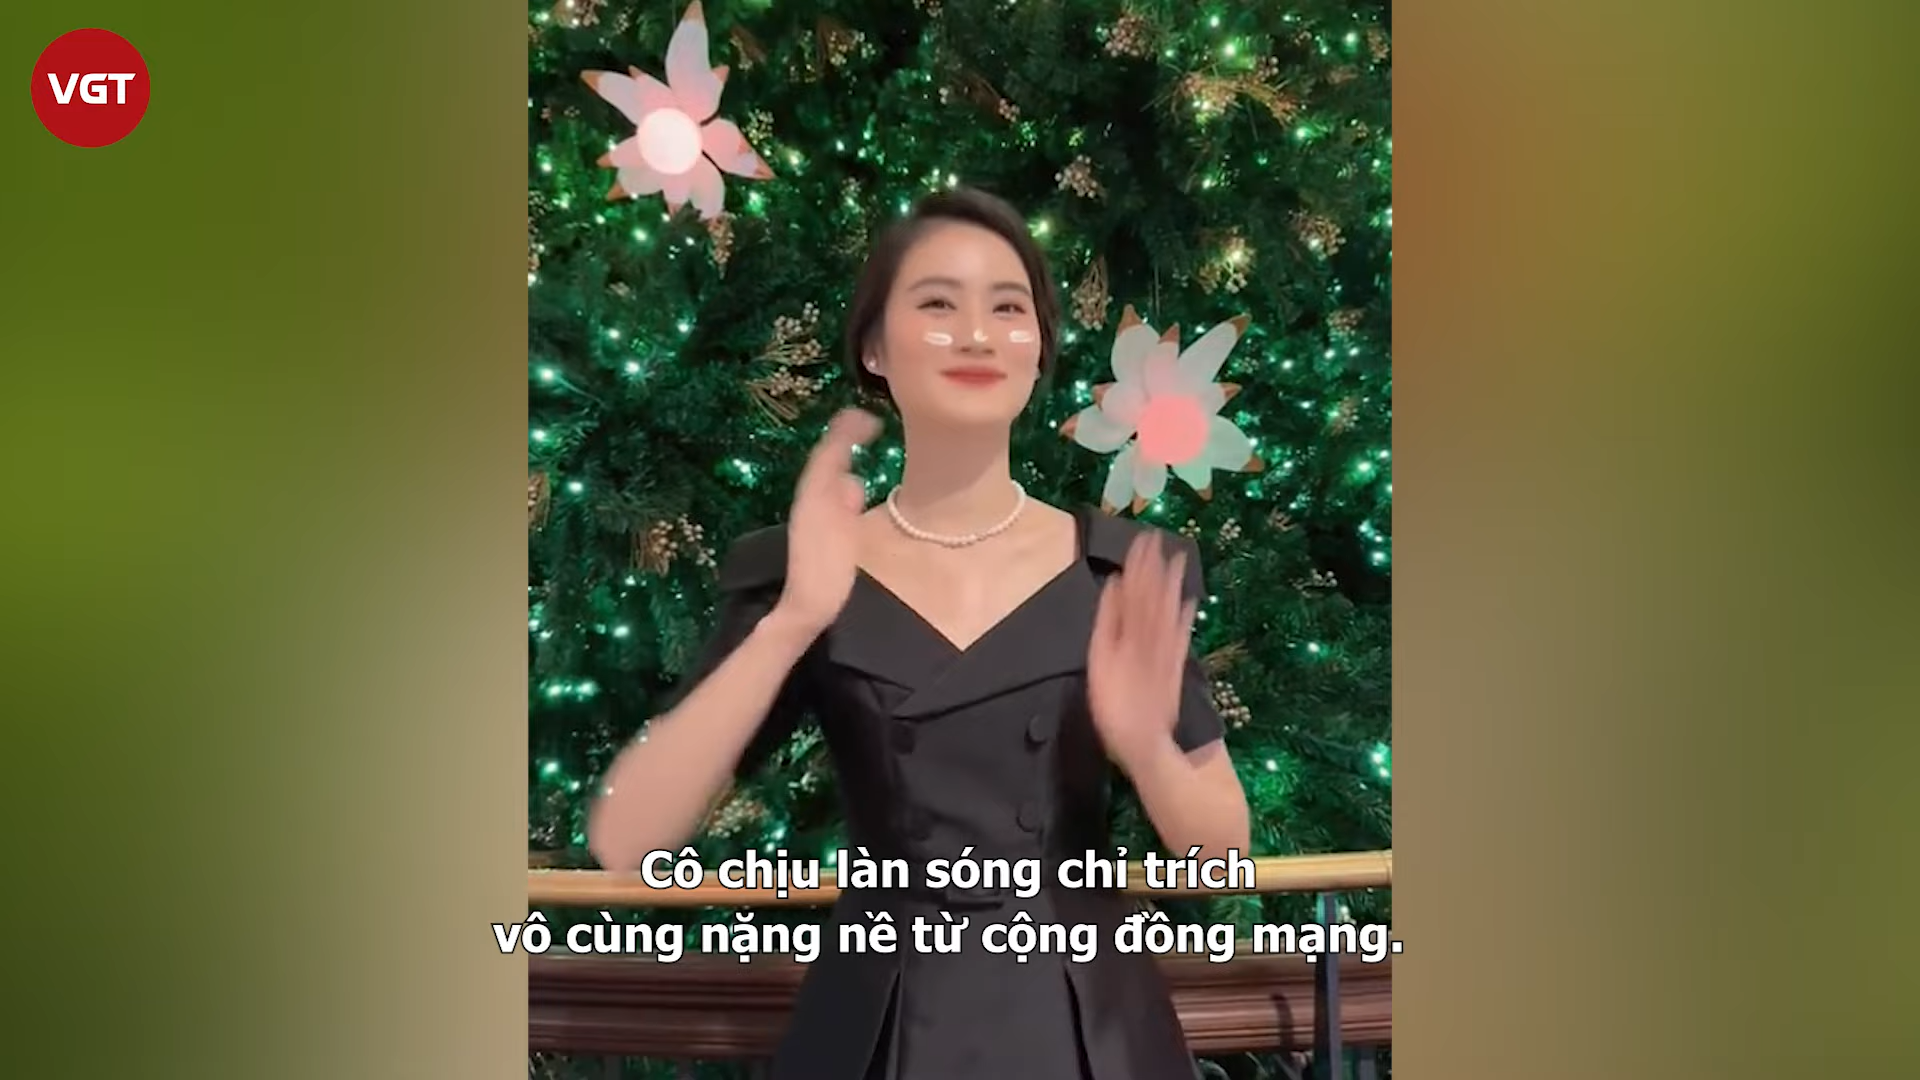 VGT
Cô chịu làn sóng chỉ trích
vô cùng nặng nề từ cộng đồng mạng.